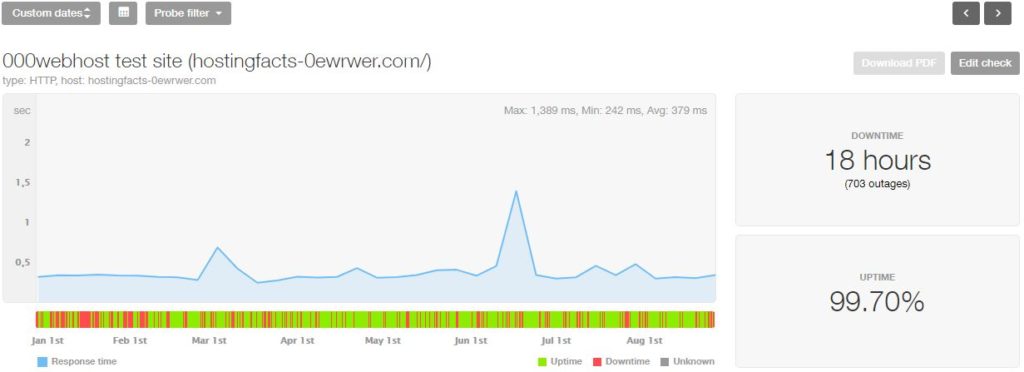 Custom dates
Probe filter
000webhost test site (hostingfacts-0ewrwer.com/)
type: HTTP, host: hostingfacts-0ewrwer.com
Download PDF
Edit check
sec
Max: 1,389 ms, Min: 242 ms, Avg: 379 ms
2
1,5
1
0,5
Jan 1st Feb 1st Mar 1st Apr 1st May 1st Jun 1st Jul 1st Aug 1st
Response time
Uptime Downtime Unknown
DOWNTIME
18 hours
(703 outages)
UPTIME
99.70%